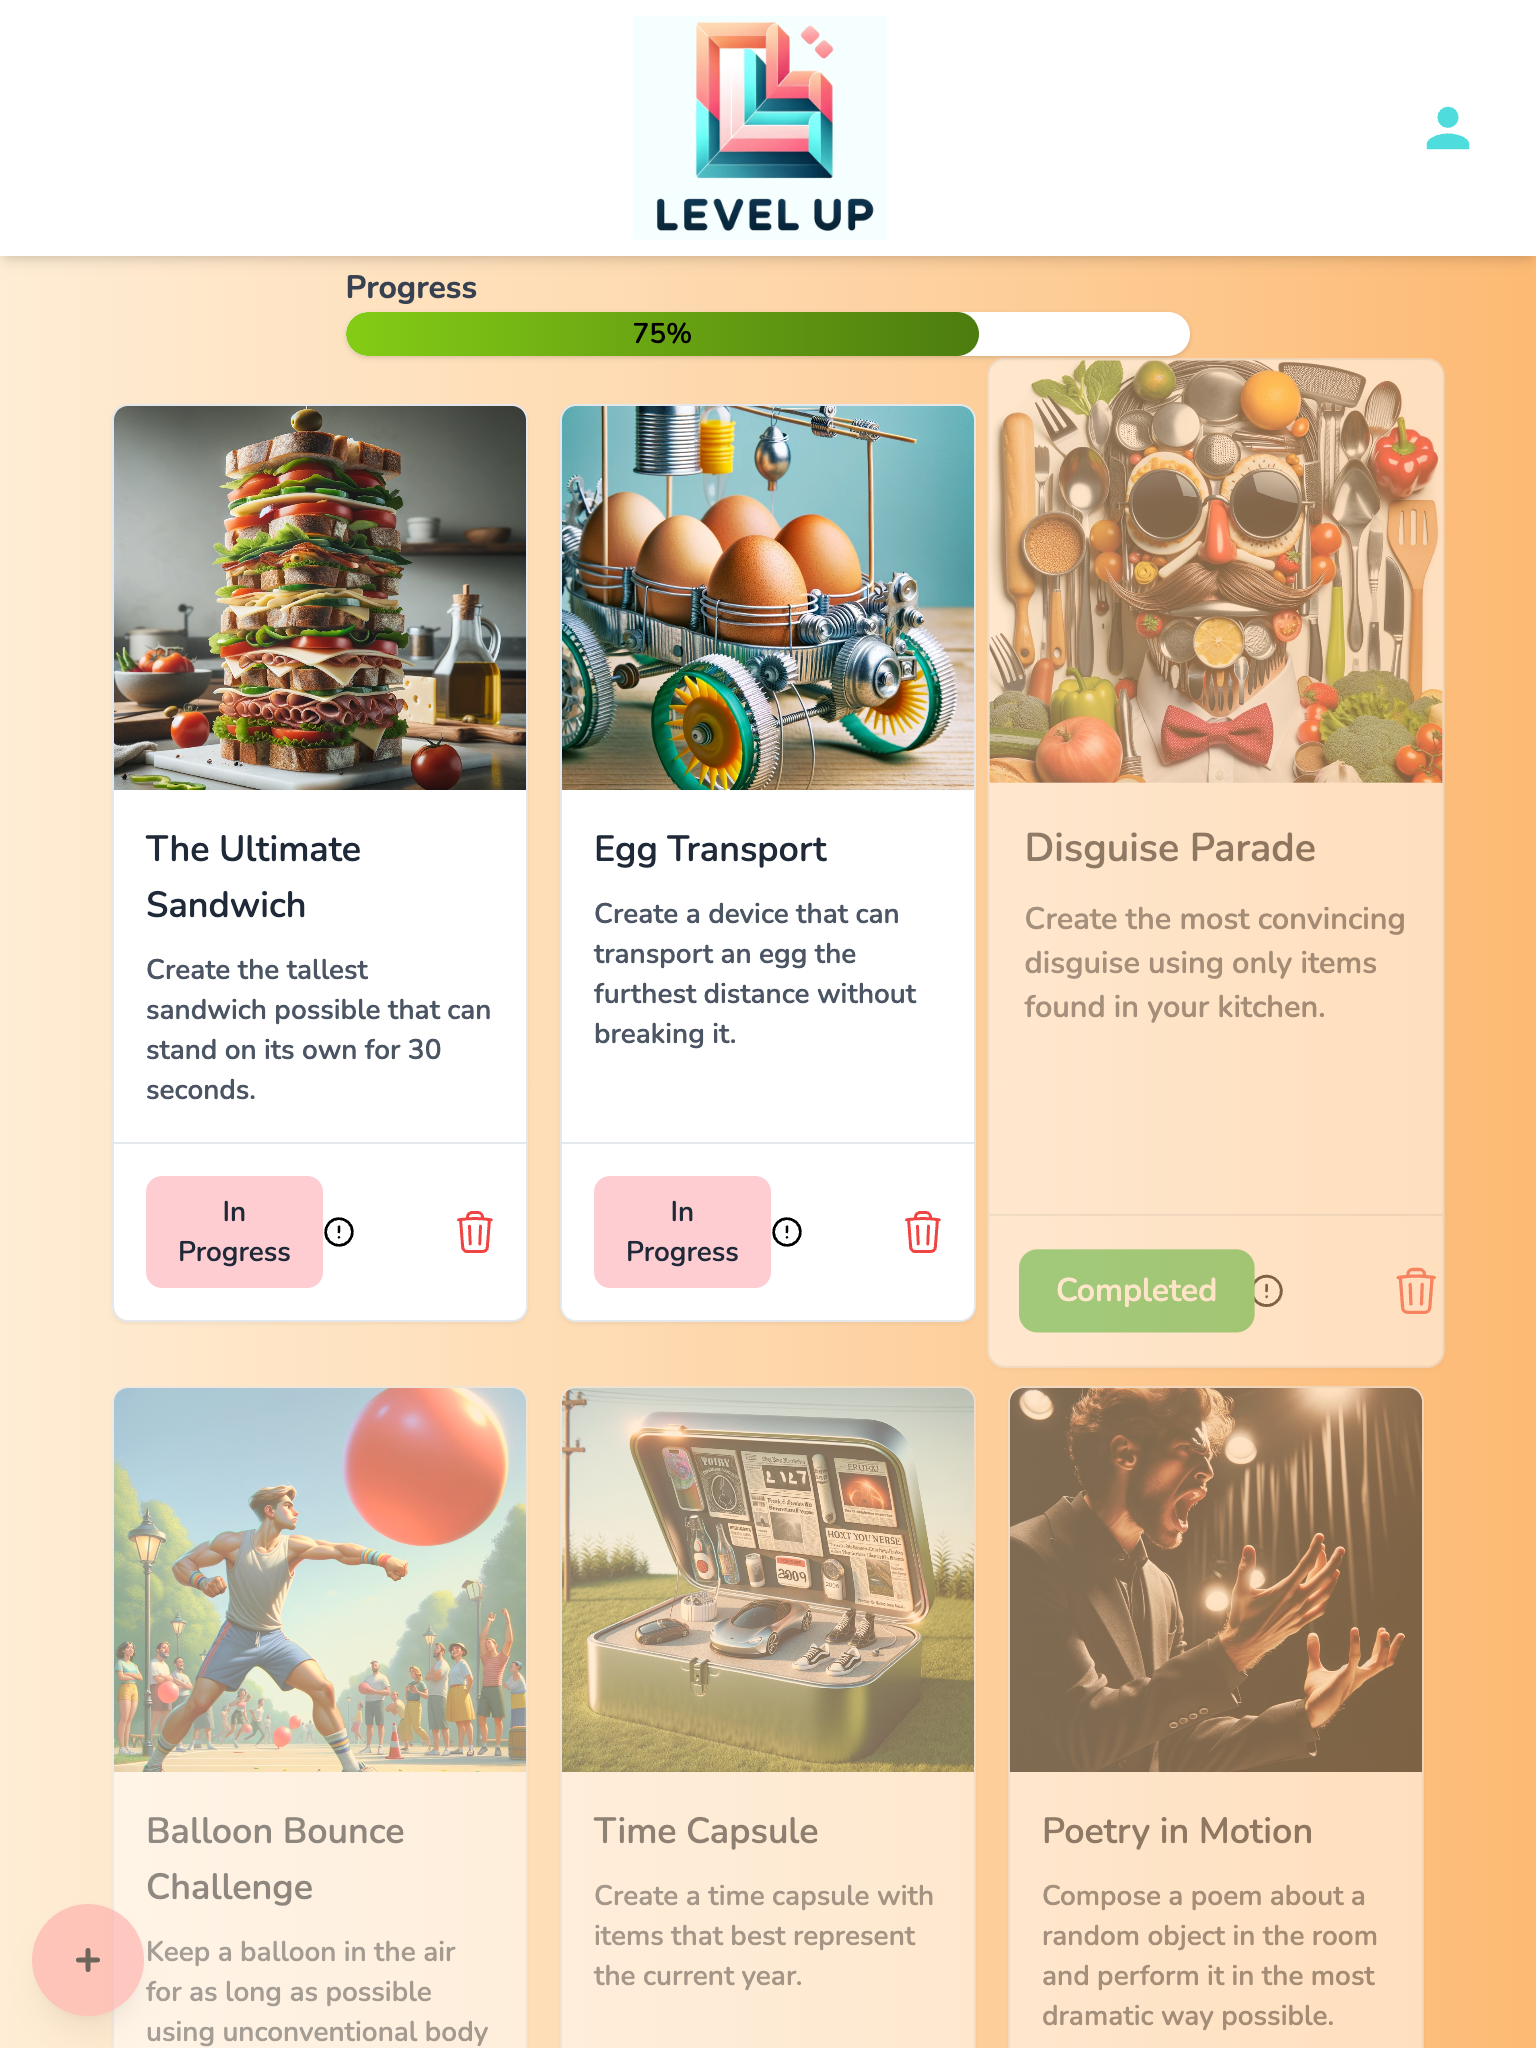 LEVEL UP
Progress
75%
The Ultimate
Sandwich
Create the tallest
sandwich possible that can
stand on its own for 30
seconds.
In
Progress
Egg Transport
Create a device that can
transport an egg the
furthest distance without
breaking it.
In
Progress
Disguise Parade
Create the most convincing
disguise using only items
found in your kitchen.
Completed
2009
Balloon Bounce
Challenge
Keep a balloon in the air
for as long as possible
using unconventional body
Time Capsule
Create a time capsule with
items that best represent
the current year.
Poetry in Motion
Compose a poem about a
random object in the room
and perform it in the most
dramatic way possible.
+